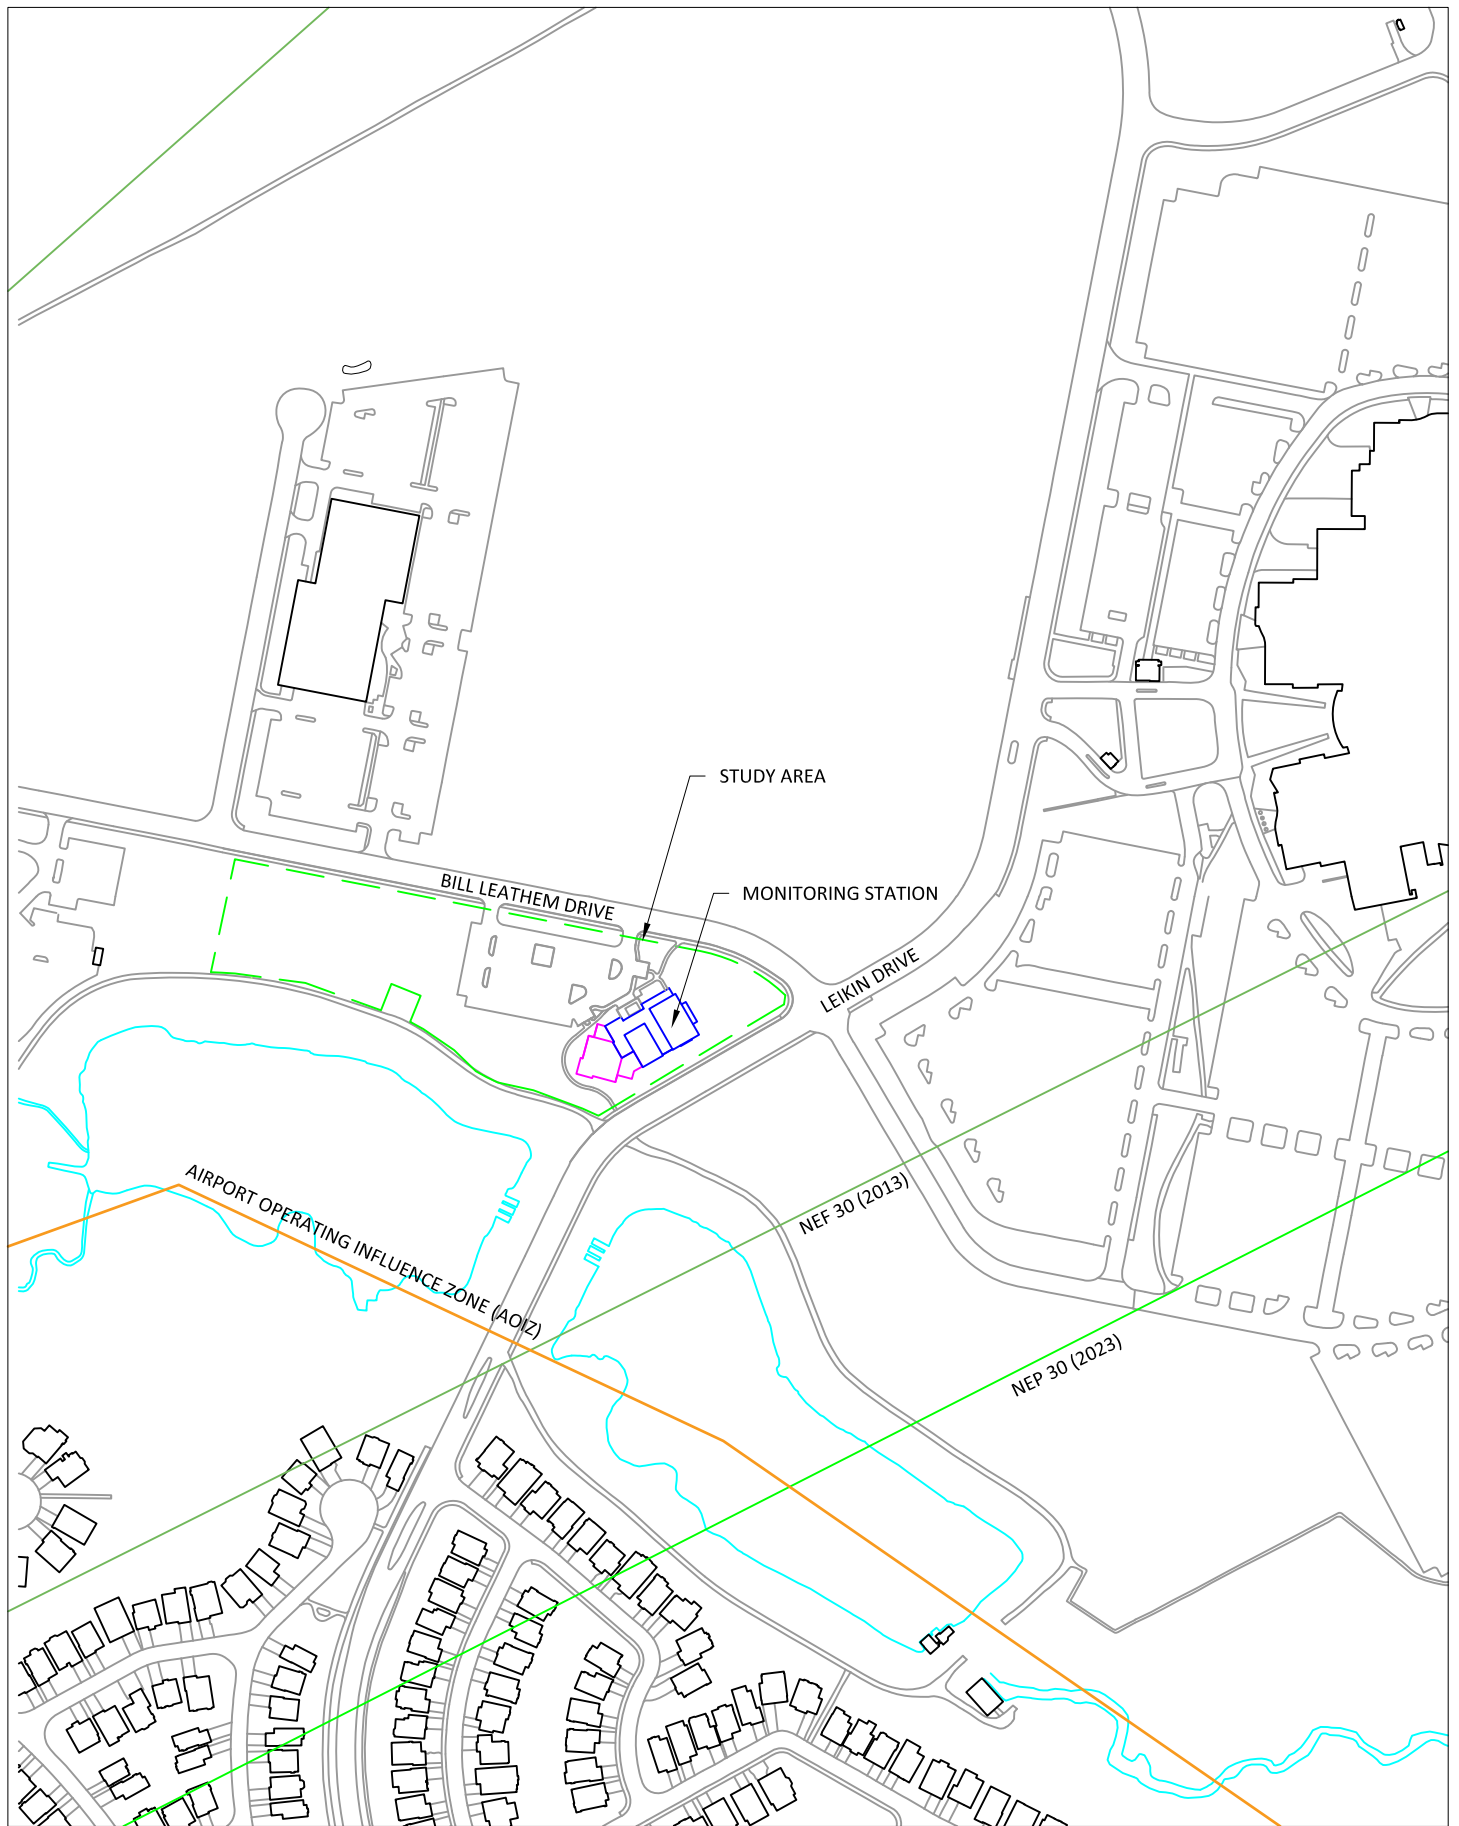 STUDY AREA
BILL LEATHEM DRIVE
MONITORING STATION
LEIKIN DRIVE
AIRPORT OPERATING INFLUENCE ZONE (AOIZ)
NEF 30 (2013)
NEP 30 (2023)